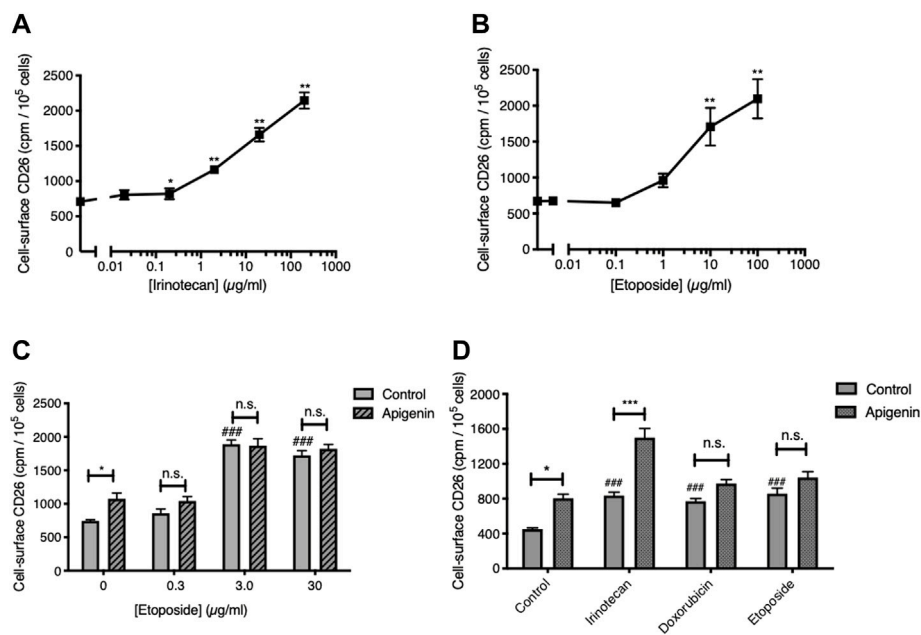 A
Cell-surface CD26 (cpm / 10⁵ cells)
2500
2000
1500
1000
500
0
*
**
**
**
0.01 0.1 1 10 100 1000
[Irinotecan] (μg/ml)
B
Cell-surface CD26 (cpm / 10⁵ cells)
2500
2000
1500
1000
500
0
**
**
0.01 0.1 1 10 100 1000
[Etoposide] (μg/ml)
C
Control
Apigenin
Cell-surface CD26 (cpm / 10⁵ cells)
2500
2000
1500
1000
500
0
*
n.s.
n.s.
###
n.s.
###
0 0.3 3.0 30
[Etoposide] (μg/ml)
D
Control
Apigenin
Cell-surface CD26 (cpm / 10⁵ cells)
2000
1600
1200
800
400
0
*
***
###
n.s.
###
n.s.
###
Control Irinotecan Doxorubicin Etoposide